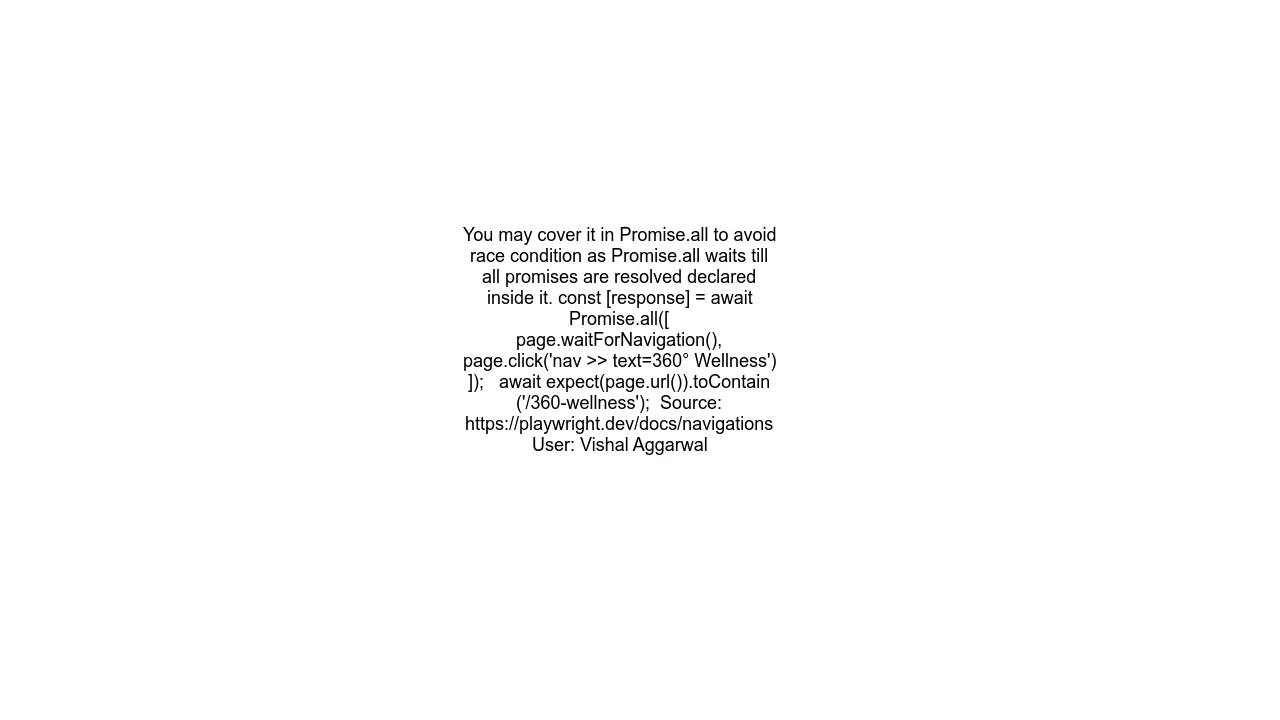 You may cover it in Promise.all to avoid
race condition as Promise.all waits till
all promises are resolved declared
inside it. const [response] = await
Promise.all([
page.waitForNavigation(),
page.click('nav >> text=360° Wellness')
]);   await expect(page.url()).toContain
('/360-wellness');  Source:
https://playwright.dev/docs/navigations
User: Vishal Aggarwal